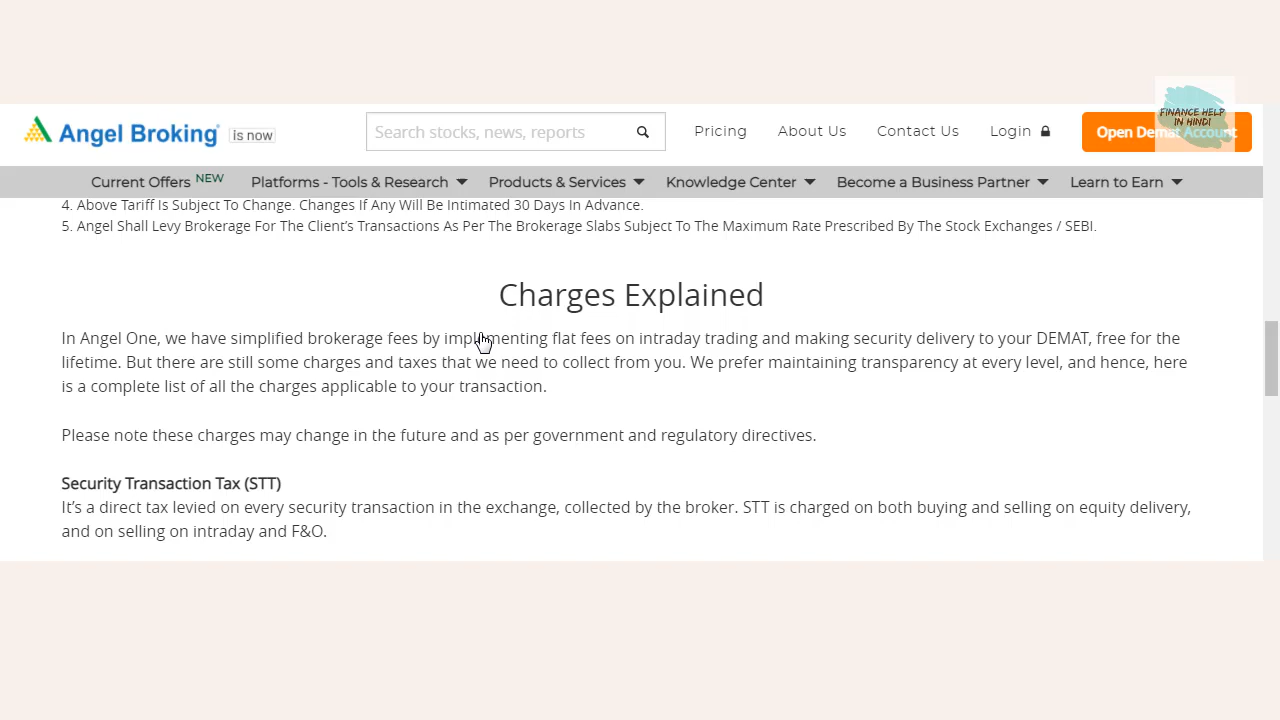 Angel Broking is now
Search stocks, news, reports
Pricing About Us Contact Us Login
Open Demat Account
FINANCE HELP
IN HINDI
Current Offers NEW Platforms - Tools & Research Products & Services Knowledge Center Become a Business Partner Learn to Earn
4. Above Tariff Is Subject To Change. Changes If Any Will Be Intimated 30 Days In Advance.
5. Angel Shall Levy Brokerage For The Client's Transactions As Per The Brokerage Slabs Subject To The Maximum Rate Prescribed By The Stock Exchanges / SEBI.
Charges Explained
In Angel One, we have simplified brokerage fees by implementing flat fees on intraday trading and making security delivery to your DEMAT, free for the
lifetime. But there are still some charges and taxes that we need to collect from you. We prefer maintaining transparency at every level, and hence, here
is a complete list of all the charges applicable to your transaction.
Please note these charges may change in the future and as per government and regulatory directives.
Security Transaction Tax (STT)
It's a direct tax levied on every security transaction in the exchange, collected by the broker. STT is charged on both buying and selling on equity delivery,
and on selling on intraday and F&O.